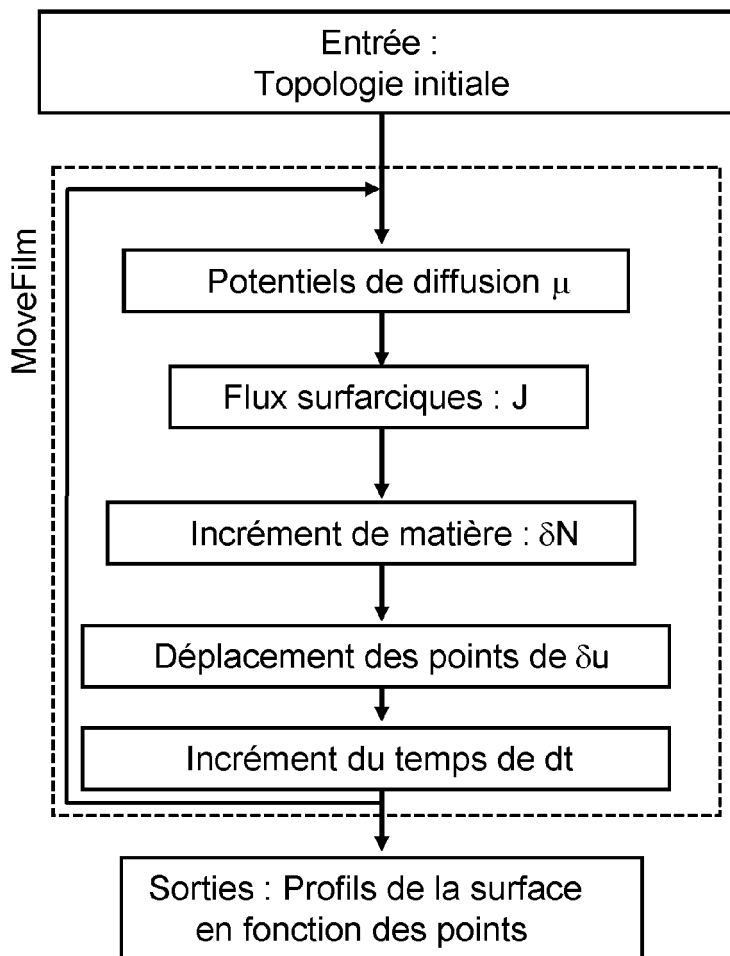 Entrée :
Topologie initiale
MoveFilm
Potentiels de diffusion μ
Flux surfarciques : J
Incrément de matière : δN
Déplacement des points de δu
Incrément du temps de dt
Sorties : Profils de la surface
en fonction des points